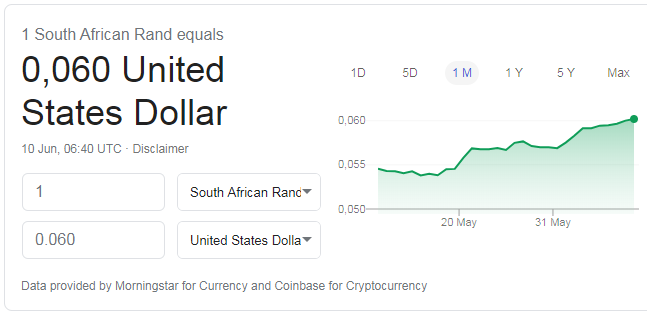 1 South African Rand equals
0,060 United
States Dollar
10 Jun, 06:40 UTC · Disclaimer
1
South African Rand
0.060
United States Dolla
Data provided by Morningstar for Currency and Coinbase for Cryptocurrency
1D 5D 1 M 1 Y 5 Y Max
0,060
0,055
0,050
20 May 31 May